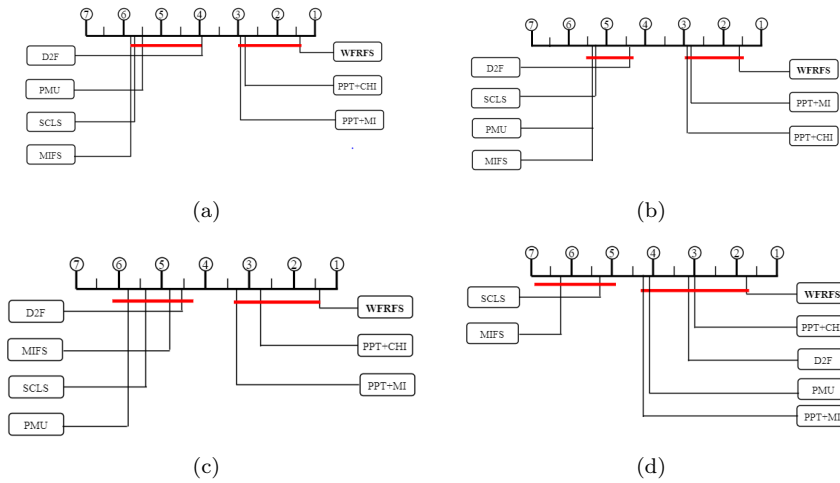 7 6 5 4 3 2 1
D2F
WFRFS
PMU
PPT+CHI
SCLS
PPT+MI
MIFS
(a)
7 6 5 4 3 2 1
D2F
WFRFS
SCLS
PPT+MI
PMU
PPT+CHI
MIFS
(b)
7 6 5 4 3 2 1
D2F
WFRFS
MIFS
PPT+CHI
SCLS
PPT+MI
PMU
(c)
7 6 5 4 3 2 1
SCLS
WFRFS
MIFS
PPT+CHI
D2F
PMU
PPT+MI
(d)